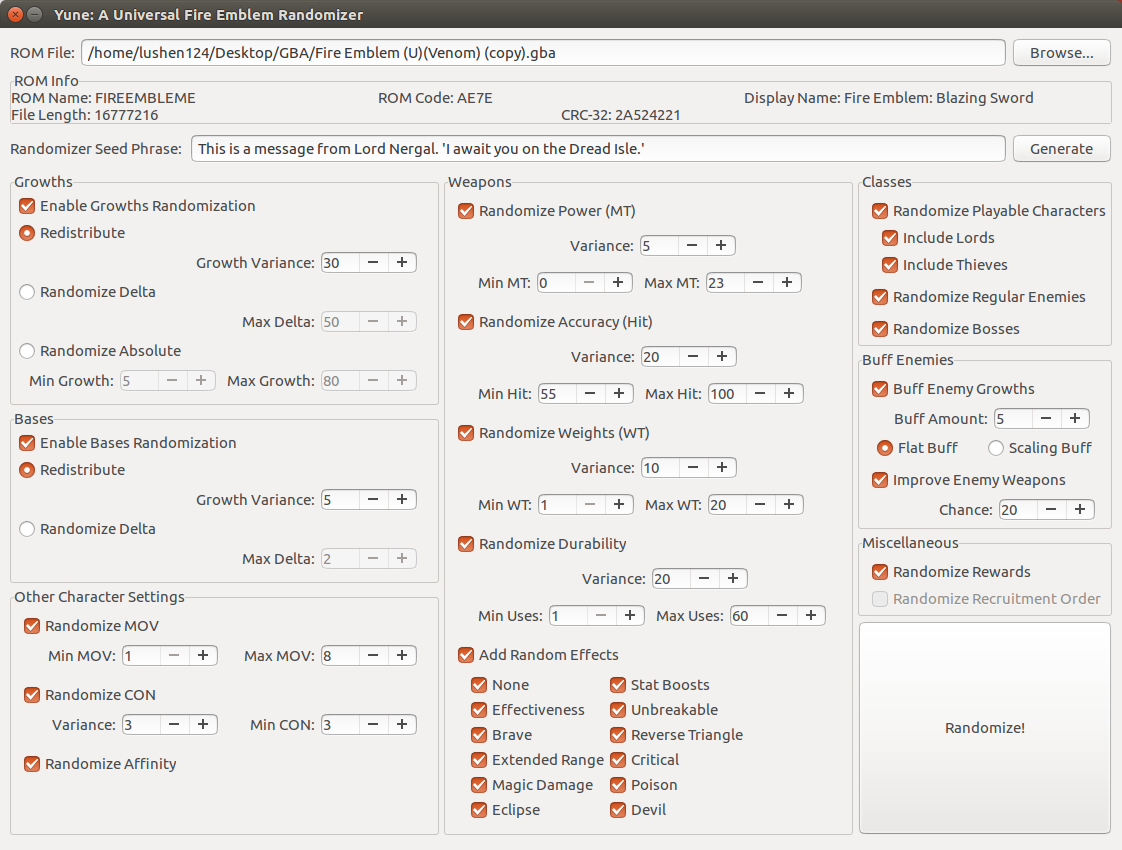 Yune: A Universal Fire Emblem Randomizer
ROM File: /home/lushen124/Desktop/GBA/Fire Emblem (U)(Venom) (copy).gba Browse...
ROM Info
ROM Name: FIREEMBLEME ROM Code: AE7E Display Name: Fire Emblem: Blazing Sword
File Length: 16777216 CRC-32: 2A524221
Randomizer Seed Phrase: This is a message from Lord Nergal. 'I await you on the Dread Isle.' Generate
Growths
Enable Growths Randomization
Redistribute
Growth Variance: 30
Randomize Delta
Max Delta: 50
Randomize Absolute
Min Growth: 5 Max Growth: 80
Bases
Enable Bases Randomization
Redistribute
Growth Variance: 5
Randomize Delta
Max Delta: 2
Other Character Settings
Randomize MOV
Min MOV: 1 Max MOV: 8
Randomize CON
Variance: 3 Min CON: 3
Randomize Affinity
Weapons
Randomize Power (MT)
Variance: 5
Min MT: 0 Max MT: 23
Randomize Accuracy (Hit)
Variance: 20
Min Hit: 55 Max Hit: 100
Randomize Weights (WT)
Variance: 10
Min WT: 1 Max WT: 20
Randomize Durability
Variance: 20
Min Uses: 1 Max Uses: 60
Add Random Effects
None Stat Boosts
Effectiveness Unbreakable
Brave Reverse Triangle
Extended Range Critical
Magic Damage Poison
Eclipse Devil
Classes
Randomize Playable Characters
Include Lords
Include Thieves
Randomize Regular Enemies
Randomize Bosses
Buff Enemies
Buff Enemy Growths
Buff Amount: 5
Flat Buff Scaling Buff
Improve Enemy Weapons
Chance: 20
Miscellaneous
Randomize Rewards
Randomize Recruitment Order
Randomize!